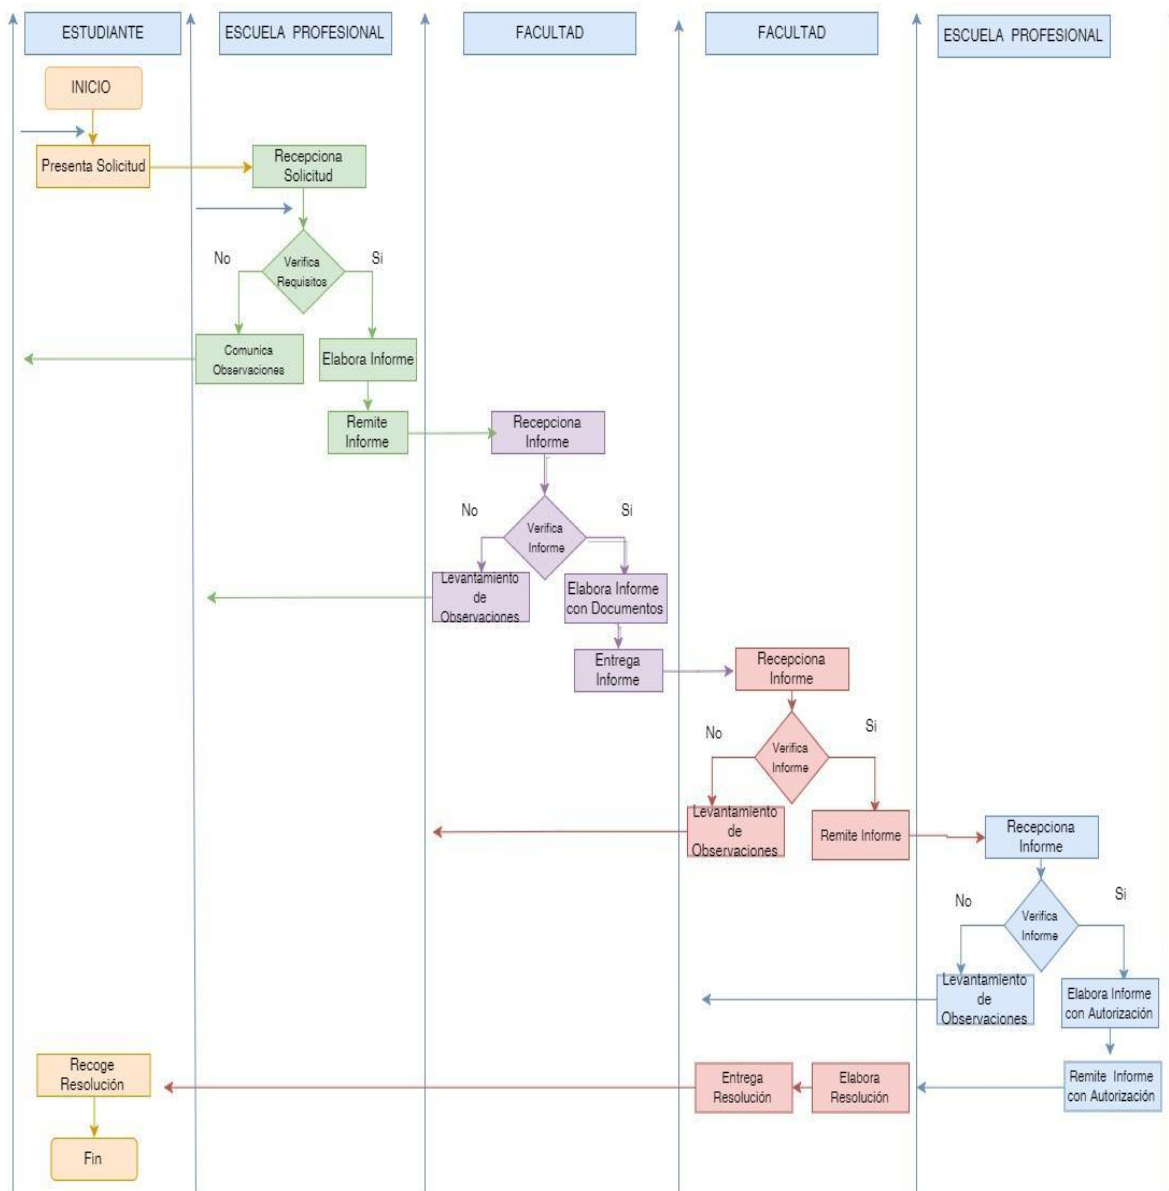 ESTUDIANTE
ESCUELA PROFESIONAL
FACULTAD
FACULTAD
ESCUELA PROFESIONAL
INICIO
Presenta Solicitud
Recepciona
Solicitud
No
Si
Verifica
Requisitos
Comunica
Observaciones
Elabora Informe
Remite
Informe
Recepciona
Informe
No
Si
Verifica
Informe
Levantamiento
de
Observaciones
Elabora Informe
con Documentos
Entrega
Informe
Recepciona
Informe
No
Si
Verifica
Informe
Levantamiento
de
Observaciones
Remite Informe
Recepciona
Informe
No
Si
Verifica
Informe
Levantamiento
de
Observaciones
Elabora Informe
con Autorización
Remite Informe
con Autorización
Elabora
Resolución
Entrega
Resolución
Recoge
Resolución
Fin